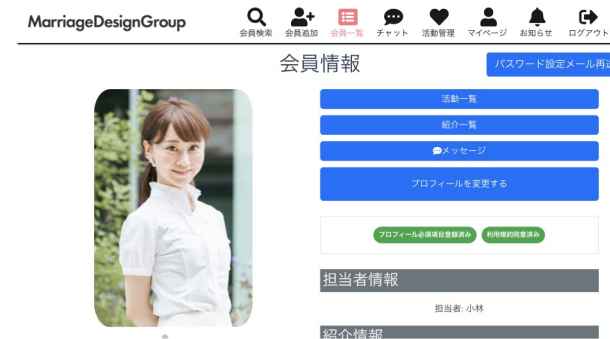 MarriageDesignGroup
会員検索
会員追加
会員一覧
チャット
活動管理
マイページ
お知らせ
ログアウト
会員情報
パスワード設定メール再送
活動一覧
紹介一覧
メッセージ
プロフィールを変更する
プロフィール必須項目登録済み
利用規約同意済み
担当者情報
担当者: 小林
紹介情報